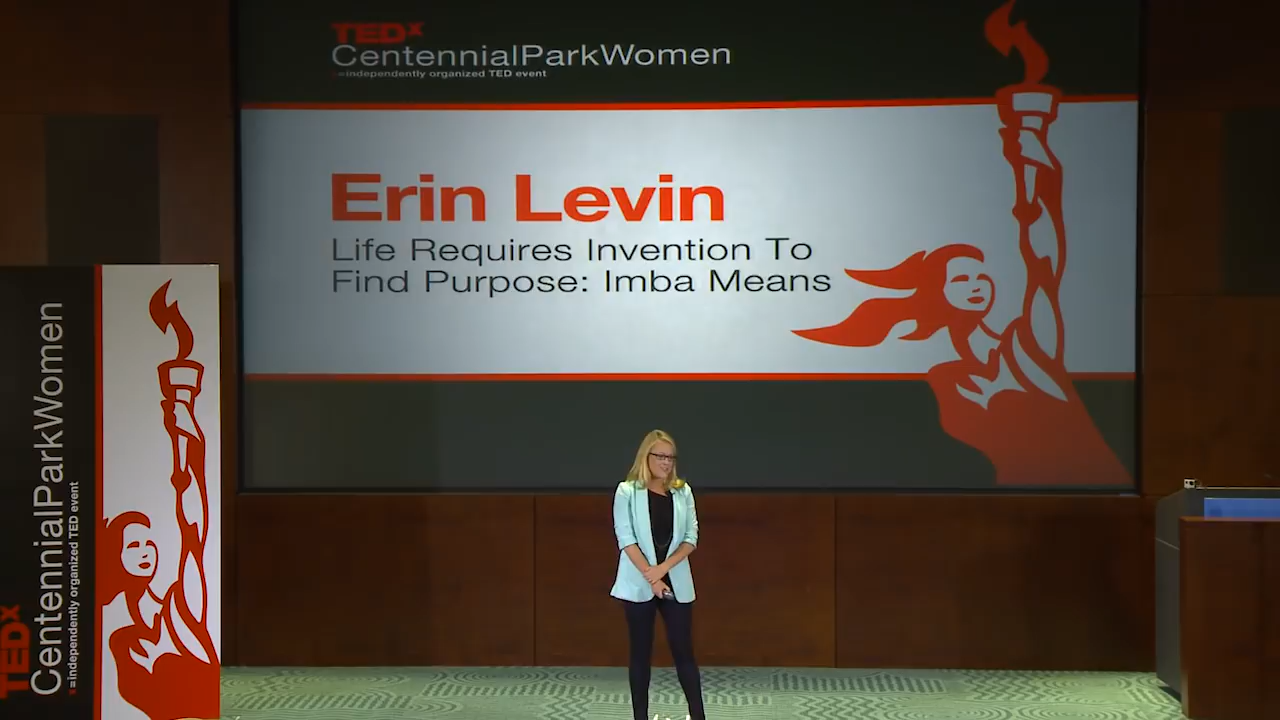 TEDx
CentennialParkWomen
x=independently organized TED event
Erin Levin
Life Requires Invention To
Find Purpose: Imba Means
TEDx
CentennialParkWomen
x=independently organized TED event